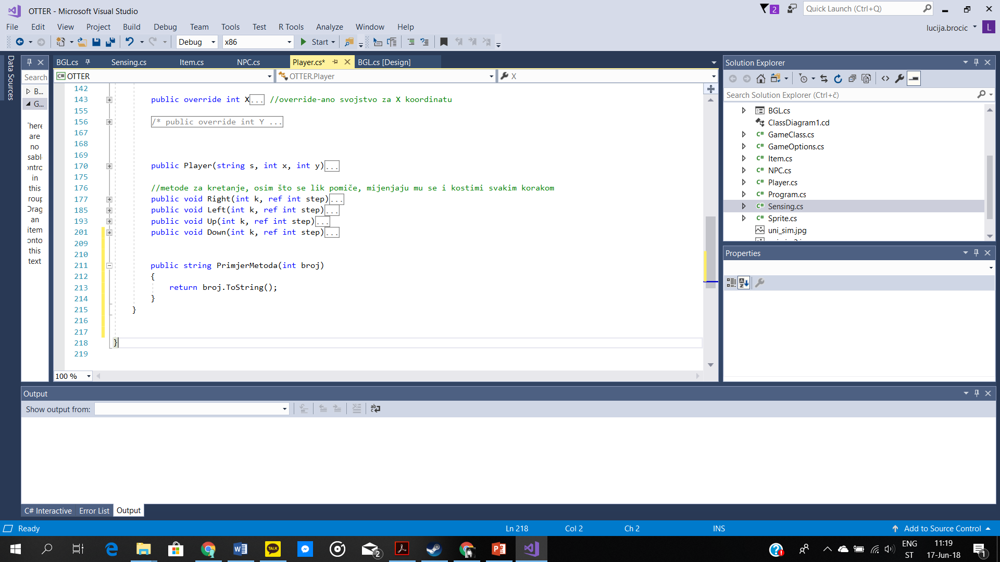 OTTER - Microsoft Visual Studio
2
Quick Launch (Ctrl+Q)
File Edit View Project Build Debug Team Tools Test R Tools Analyze Window Help
lucija.brocic L
Debug x86 Start
Data Sources
BGL.cs Sensing.cs Item.cs NPC.cs Player.cs* BGL.cs [Design]
Search
B...
G...
There
are
no
usabl
ontro
in
this
group
Drag
an
item
onto
this
text
OTTER OTTER.Player X
142
143 public override int X... //override-ano svojstvo za X koordinatu
155
156 /* public override int Y ...
167
168
169
170 public Player(string s, int x, int y)...
175
176 //metode za kretanje, osim što se lik pomiče, mijenjaju mu se i kostimi svakim korakom
177 public void Right(int k, ref int step)...
185 public void Left(int k, ref int step)...
193 public void Up(int k, ref int step)...
201 public void Down(int k, ref int step)...
209
210
211 public string PrimjerMetoda(int broj)
212 {
213 return broj.ToString();
214 }
215 }
216
217
218 }
219
100 %
Solution Explorer
Search Solution Explorer (Ctrl+č)
BGL.cs
ClassDiagram1.cd
C# GameClass.cs
C# GameOptions.cs
C# Item.cs
C# NPC.cs
C# Player.cs
C# Program.cs
C# Sensing.cs
C# Sprite.cs
uni_sim.jpg
Properties
Output
Show output from:
C# Interactive Error List Output
Ready Ln 218 Col 2 Ch 2 INS Add to Source Control
TALK
2
ENG
ST
11:19
17-Jun-18
1